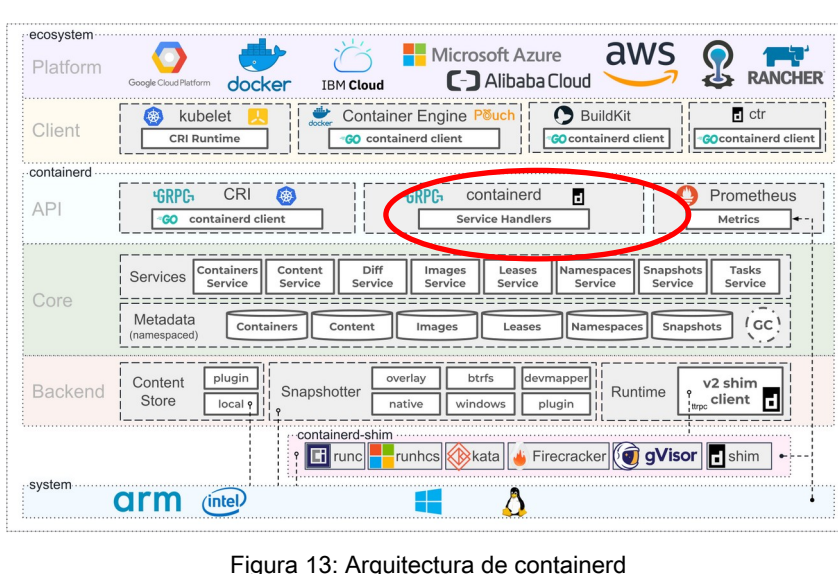 ecosystem
Platform
Google Cloud Platform
docker
IBM Cloud
Microsoft Azure
Alibaba Cloud
aws
RANCHER
Client
kubelet
CRI Runtime
docker
Container Engine
Pouch
GO containerd client
BuildKit
GO containerd client
ctr
GO containerd client
containerd
API
GRPC CRI
GO containerd client
GRPC containerd
Service Handlers
Prometheus
Metrics
Core
Services
Containers Service
Content Service
Diff Service
Images Service
Leases Service
Namespaces Service
Snapshots Service
Tasks Service
Metadata
(namespaced)
Containers
Content
Images
Leases
Namespaces
Snapshots
GC
Backend
Content
Store
plugin
local
Snapshotter
overlay
btrfs
devmapper
native
windows
plugin
Runtime
v2 shim
client
ttrpc
containerd-shim
runc
runhcs
kata
Firecracker
gVisor
shim
system
arm
intel
Figura 13: Arquitectura de containerd